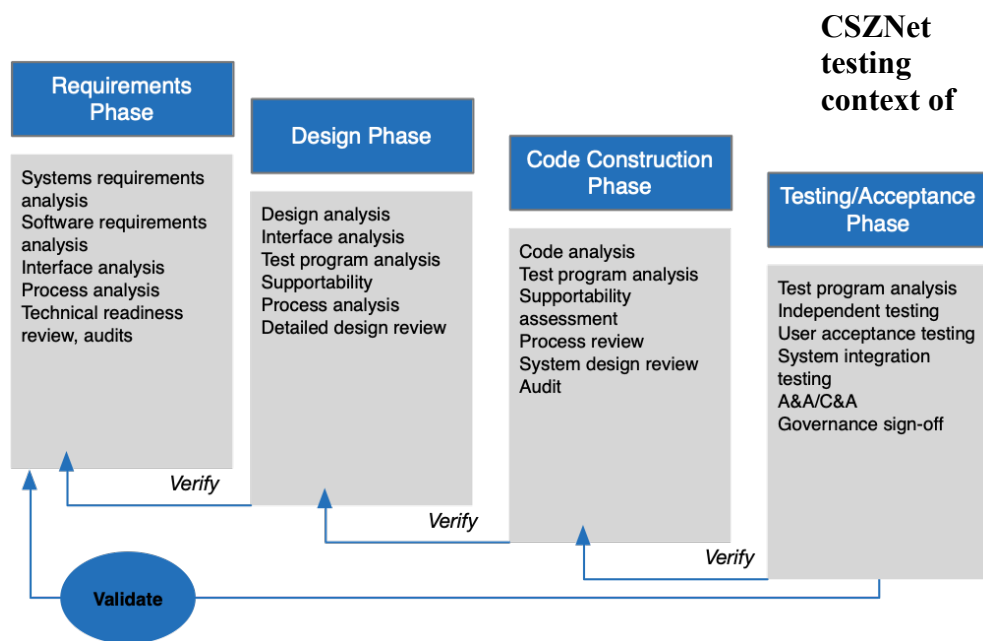 CSZNet
testing
context of
Requirements
Phase
Systems requirements
analysis
Software requirements
analysis
Interface analysis
Process analysis
Technical readiness
review, audits
Design Phase
Design analysis
Interface analysis
Test program analysis
Supportability
Process analysis
Detailed design review
Code Construction
Phase
Code analysis
Test program analysis
Supportability
assessment
Process review
System design review
Audit
Testing/Acceptance
Phase
Test program analysis
Independent testing
User acceptance testing
System integration
testing
A&A/C&A
Governance sign-off
Verify
Verify
Verify
Validate